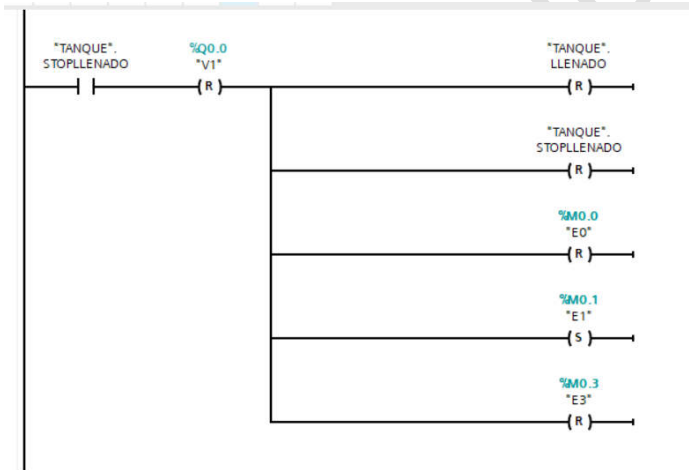 "TANQUE".
STOPLLENADO
%Q0.0
"V1"
R
"TANQUE".
LLENADO
R
"TANQUE".
STOPLLENADO
R
%M0.0
"E0"
R
%M0.1
"E1"
S
%M0.3
"E3"
R